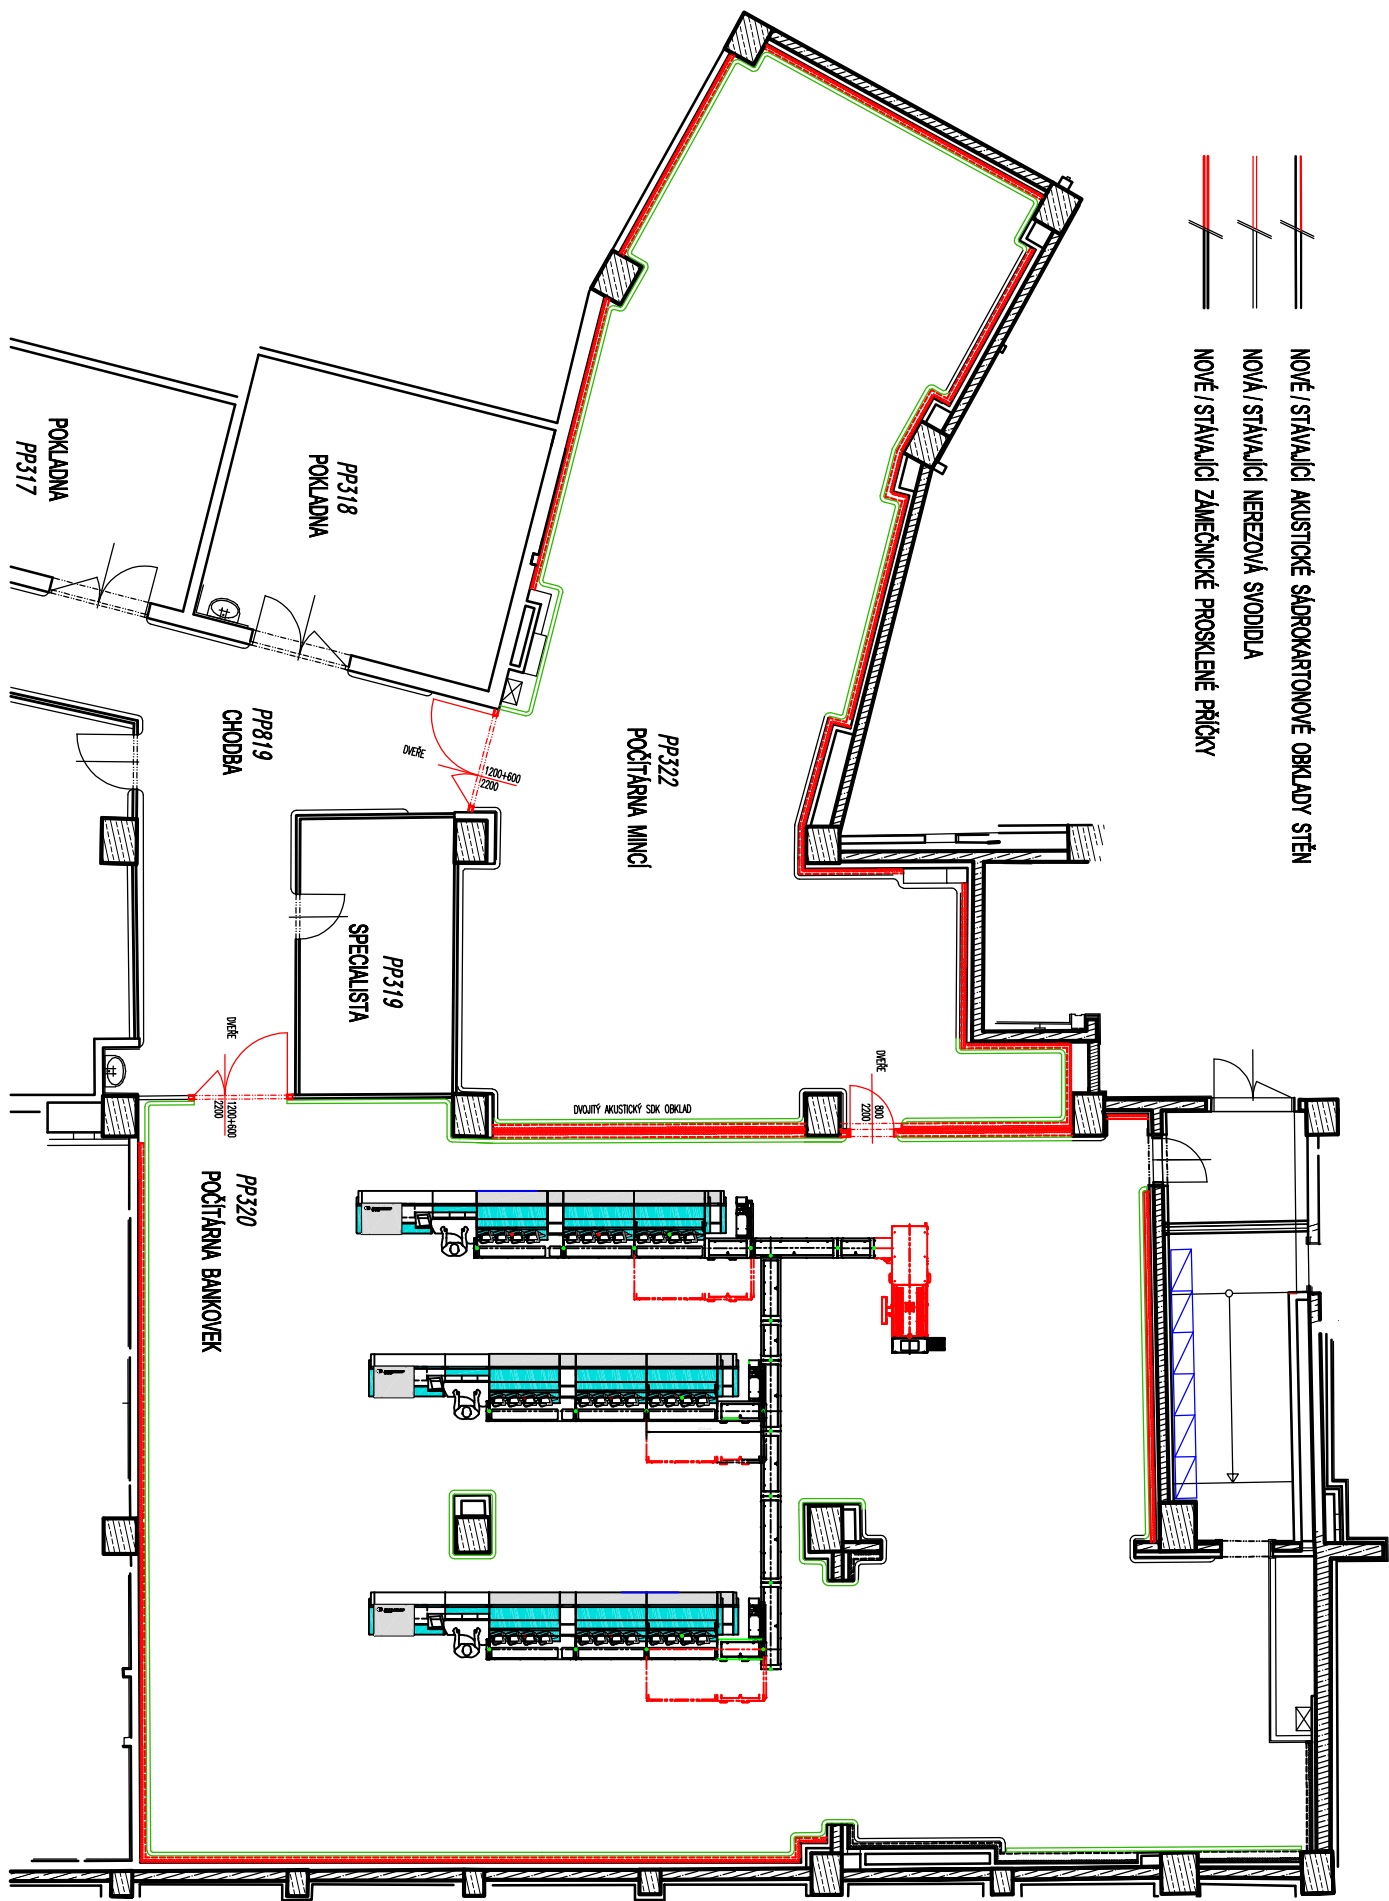 NOVÉ / STÁVAJÍCÍ AKUSTICKÉ SÁDROKARTONOVÉ OBKLADY STĚN
NOVÁ / STÁVAJÍCÍ NEREZOVÁ SVODIDLA
NOVÉ / STÁVAJÍCÍ ZÁMEČNICKÉ PROSKLENÉ PŘÍČKY
PP318
POKLADNA
POKLADNA
PP317
PP322
POČÍTÁRNA MINCÍ
PP819
CHODBA
DVEŘE
1200+600
2200
PP319
SPECIALISTA
DVEŘE
1200+600
2200
DVEŘE
800
2200
DVOJITÝ AKUSTICKÝ SDK OBKLAD
PP320
POČÍTÁRNA BANKOVEK